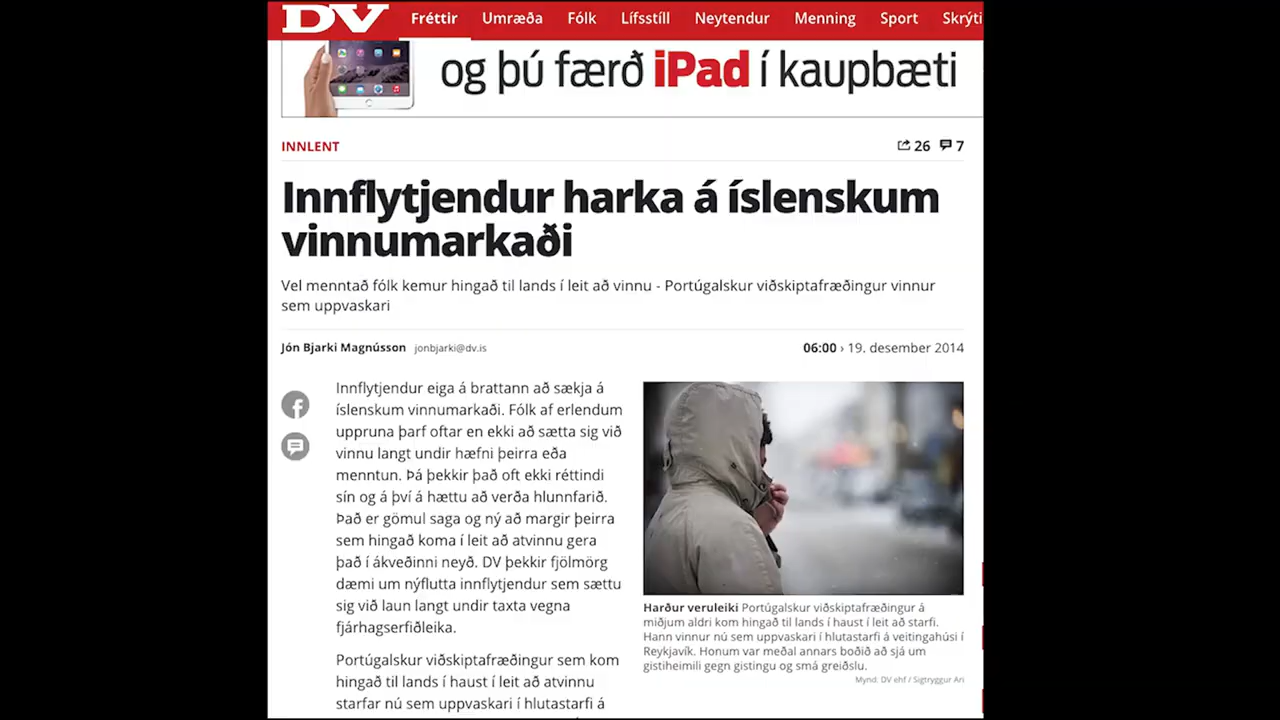 DV Fréttir Umræða Fólk Lífsstíll Neytendur Menning Sport Skrýti
og þú færð iPad í kaupbæti
INNLENT 26 7
Innflytjendur harka á íslenskum
vinnumarkaði
Vel menntað fólk kemur hingað til lands í leit að vinnu - Portúgalskur viðskiptafræðingur vinnur
sem uppvaskari
Jón Bjarki Magnússon jonbjarki@dv.is 06:00 › 19. desember 2014
Innflytjendur eiga á brattann að sækja á
íslenskum vinnumarkaði. Fólk af erlendum
uppruna þarf oftar en ekki að sætta sig við
vinnu langt undir hæfni þeirra eða
menntun. Þá þekkir það oft ekki réttindi
sín og á því á hættu að verða hlunnfarið.
Það er gömul saga og ný að margir þeirra
sem hingað koma í leit að atvinnu gera
það í ákveðinni neyð. DV þekkir fjölmörg
dæmi um nýflutta innflytjendur sem sættu
sig við laun langt undir taxta vegna
fjárhagserfiðleika.
Portúgalskur viðskiptafræðingur sem kom
hingað til lands í haust í leit að atvinnu
starfar nú sem uppvaskari í hlutastarfi á
Harður veruleiki Portúgalskur viðskiptafræðingur á
miðjum aldri kom hingað til lands í haust í leit að starfi.
Hann vinnur nú sem uppvaskari í hlutastarfi á veitingahúsi í
Reykjavík. Honum var meðal annars boðið að sjá um
gistiheimili gegn gistingu og smá greiðslu.
Mynd: DV ehf / Sigtryggur Ari